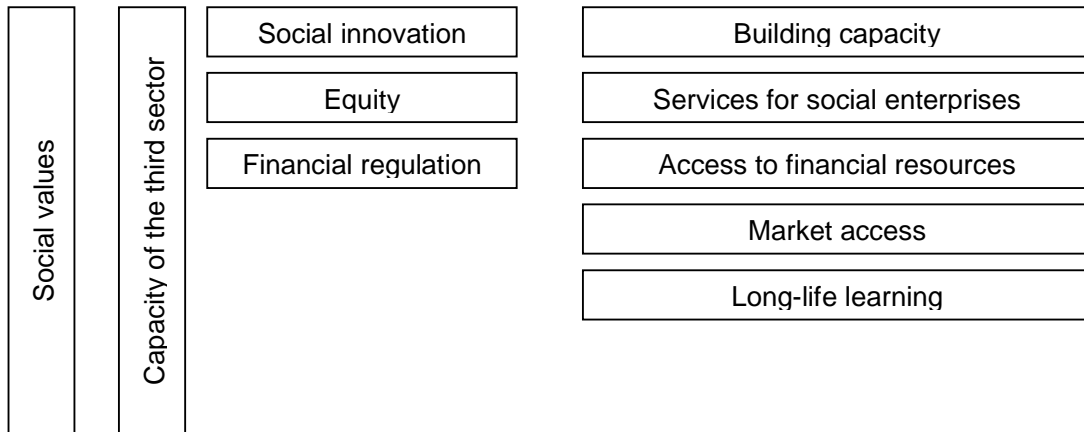 Social values
Capacity of the third sector
Social innovation
Equity
Financial regulation
Building capacity
Services for social enterprises
Access to financial resources
Market access
Long-life learning